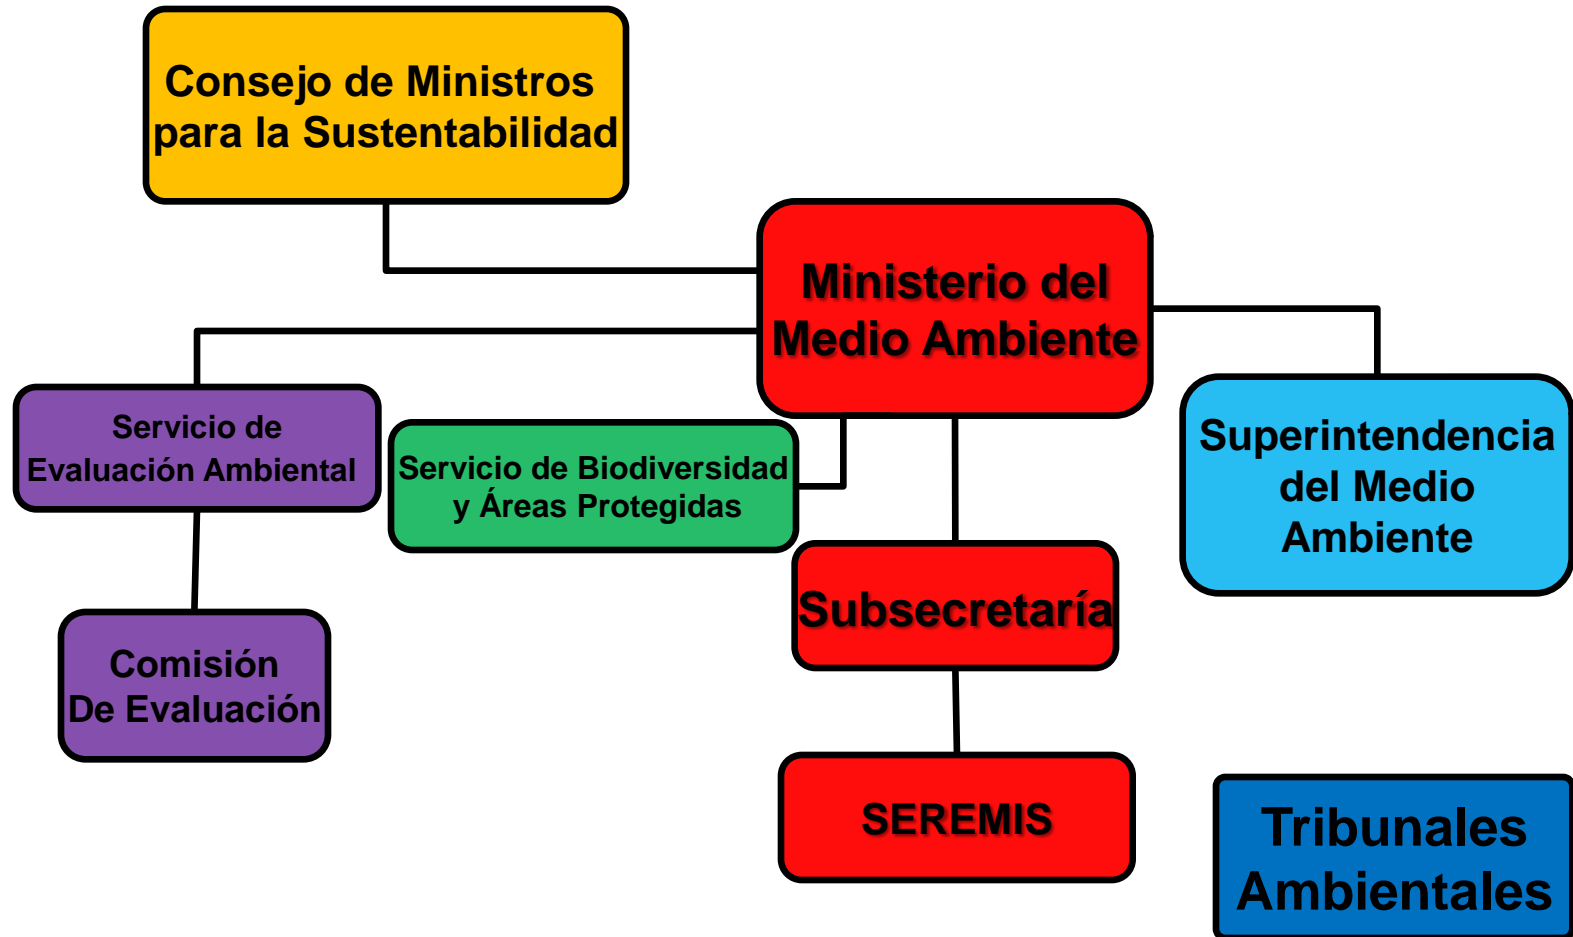 Consejo de Ministros
para la Sustentabilidad
Ministerio del
Medio Ambiente
Servicio de
Evaluación Ambiental
Servicio de Biodiversidad
y Áreas Protegidas
Superintendencia
del Medio
Ambiente
Subsecretaría
Comisión
De Evaluación
SEREMIS
Tribunales
Ambientales